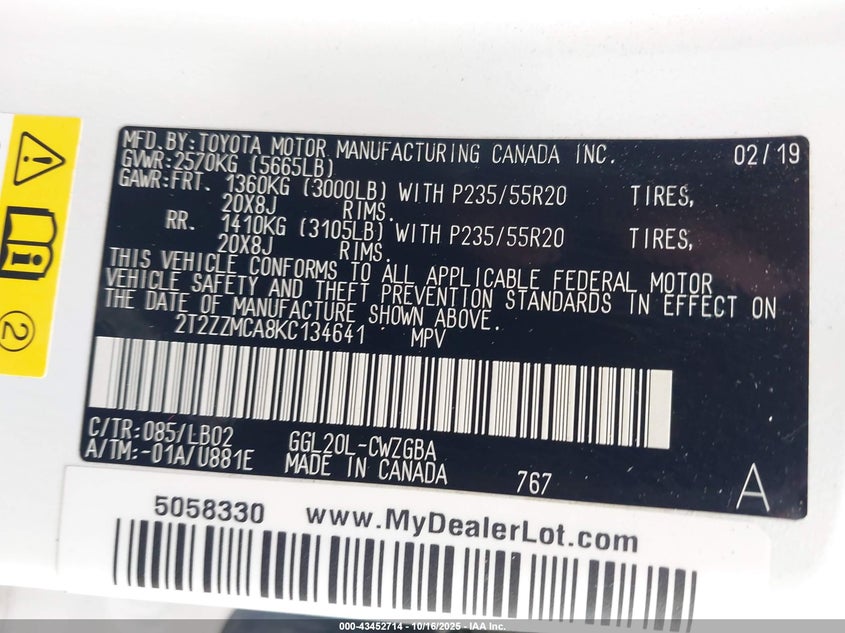 MFD.BY:TOYOTA MOTOR MANUFACTURING CANADA INC. 02/19
GVWR:2570KG (5665LB)
GAWR:FRT. 1360KG (3000LB) WITH P235/55R20 TIRES,
20X8J RIMS.
RR. 1410KG (3105LB) WITH P235/55R20 TIRES,
20X8J RIMS.
THIS VEHICLE CONFORMS TO ALL APPLICABLE FEDERAL MOTOR
VEHICLE SAFETY AND THEFT PREVENTION STANDARDS IN EFFECT ON
THE DATE OF MANUFACTURE SHOWN ABOVE.
2T2ZZMCA8KC134641 MPV
C/TR:085/LB02 GGL20L-CWZGBA
A/TM:-01A/U881E MADE IN CANADA 767 A
2
5058330 www.MyDealerLot.com
000-43452714 - 10/16/2025 - IAA Inc.